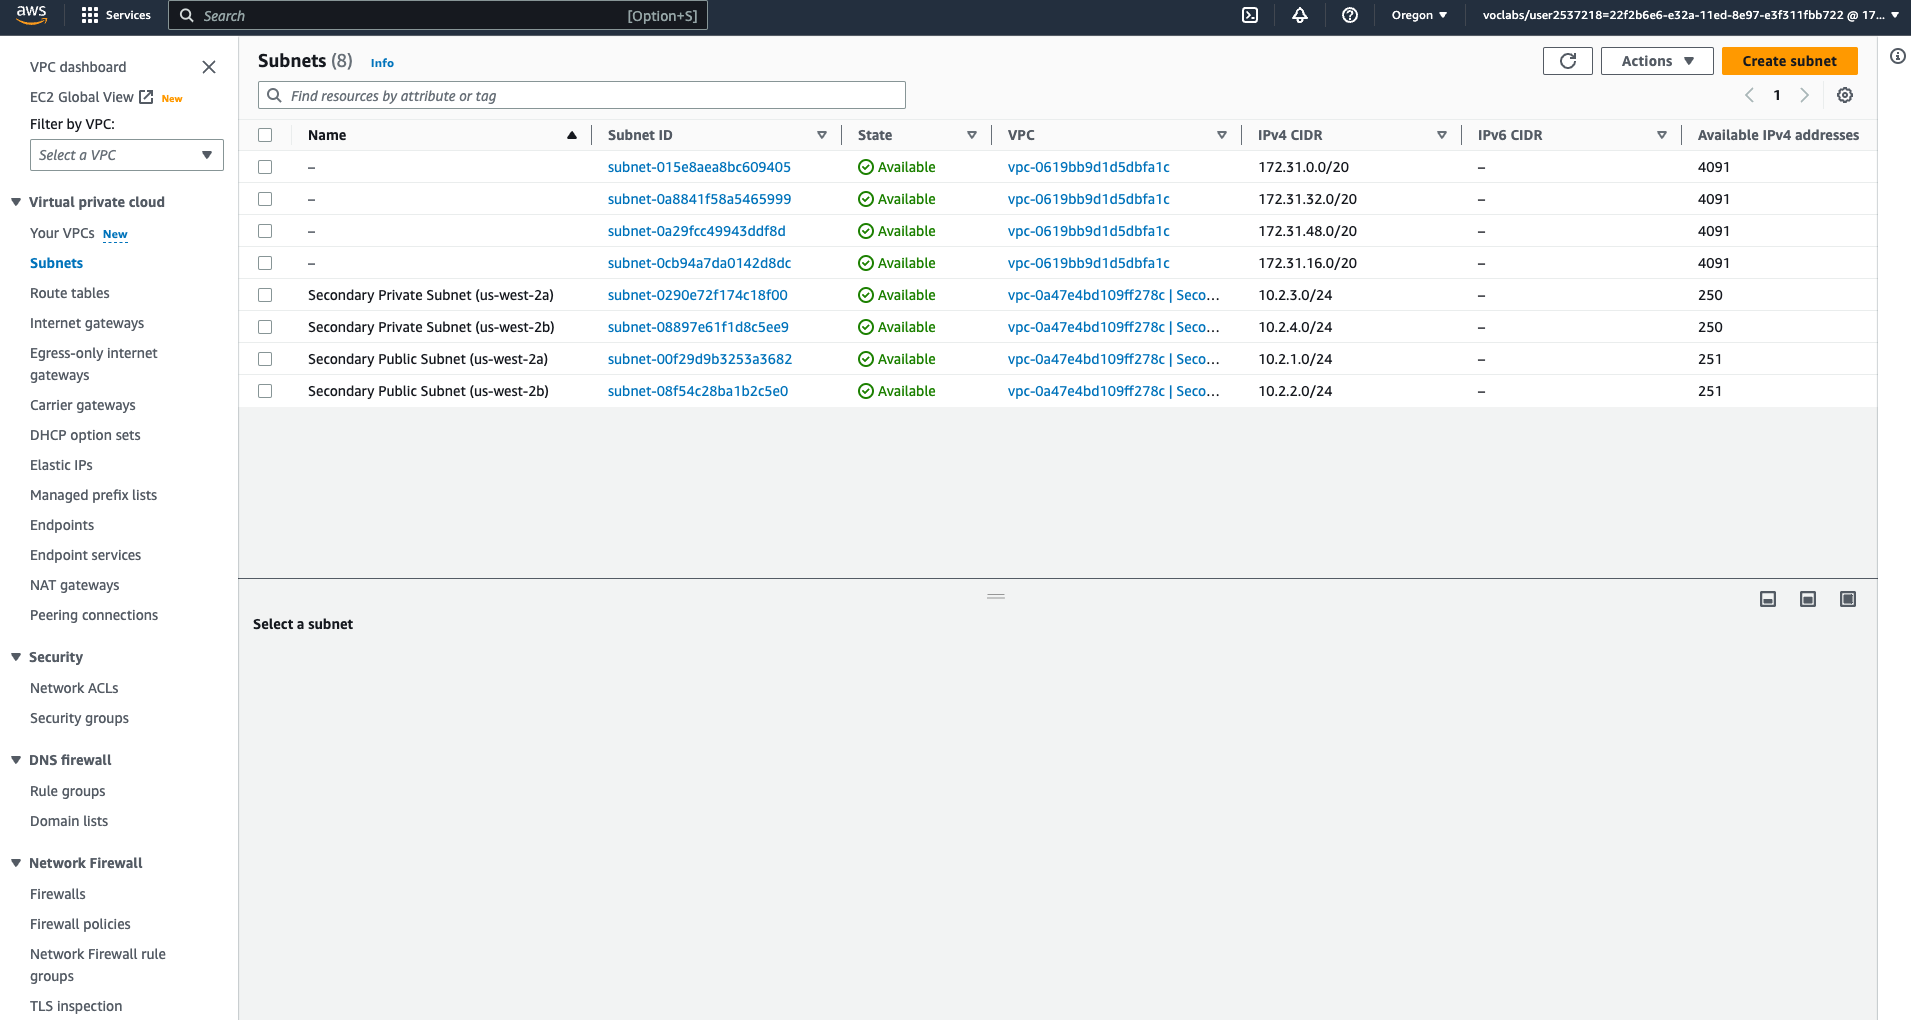 aws
Services
Search
[Option+S]
Oregon
voclabs/user2537218=22f2b6e6-e32a-11ed-8e97-e3f311fbb722 @ 17...
VPC dashboard
EC2 Global View New
Filter by VPC:
Select a VPC
Virtual private cloud
Your VPCs New
Subnets
Route tables
Internet gateways
Egress-only internet
gateways
Carrier gateways
DHCP option sets
Elastic IPs
Managed prefix lists
Endpoints
Endpoint services
NAT gateways
Peering connections
Security
Network ACLs
Security groups
DNS firewall
Rule groups
Domain lists
Network Firewall
Firewalls
Firewall policies
Network Firewall rule
groups
TLS inspection
Subnets (8) Info
Actions
Create subnet
Find resources by attribute or tag
1
Name Subnet ID State VPC IPv4 CIDR IPv6 CIDR Available IPv4 addresses
– subnet-015e8aea8bc609405 Available vpc-0619bb9d1d5dbfa1c 172.31.0.0/20 – 4091
– subnet-0a8841f58a5465999 Available vpc-0619bb9d1d5dbfa1c 172.31.32.0/20 – 4091
– subnet-0a29fcc49943ddf8d Available vpc-0619bb9d1d5dbfa1c 172.31.48.0/20 – 4091
– subnet-0cb94a7da0142d8dc Available vpc-0619bb9d1d5dbfa1c 172.31.16.0/20 – 4091
Secondary Private Subnet (us-west-2a) subnet-0290e72f174c18f00 Available vpc-0a47e4bd109ff278c | Seco... 10.2.3.0/24 – 250
Secondary Private Subnet (us-west-2b) subnet-08897e61f1d8c5ee9 Available vpc-0a47e4bd109ff278c | Seco... 10.2.4.0/24 – 250
Secondary Public Subnet (us-west-2a) subnet-00f29d9b3253a3682 Available vpc-0a47e4bd109ff278c | Seco... 10.2.1.0/24 – 251
Secondary Public Subnet (us-west-2b) subnet-08f54c28ba1b2c5e0 Available vpc-0a47e4bd109ff278c | Seco... 10.2.2.0/24 – 251
Select a subnet